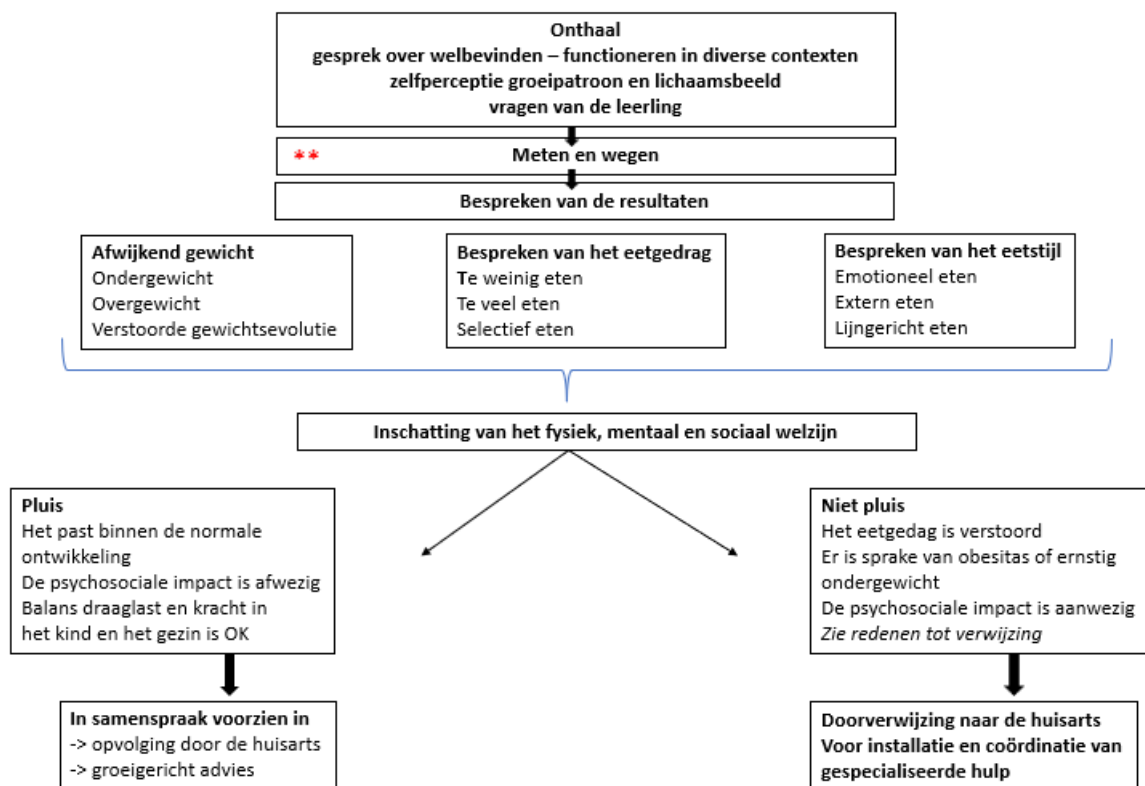 Onthaal
gesprek over welbevinden – functioneren in diverse contexten
zelfperceptie groeipatroon en lichaamsbeeld
vragen van de leerling
** Meten en wegen
Bespreken van de resultaten
Afwijkend gewicht
Ondergewicht
Overgewicht
Verstoorde gewichtsevolutie
Bespreken van het eetgedrag
Te weinig eten
Te veel eten
Selectief eten
Bespreken van het eetstijl
Emotioneel eten
Extern eten
Lijngericht eten
Inschatting van het fysiek, mentaal en sociaal welzijn
Pluis
Het past binnen de normale
ontwikkeling
De psychosociale impact is afwezig
Balans draaglast en kracht in
het kind en het gezin is OK
Niet pluis
Het eetgedag is verstoord
Er is sprake van obesitas of ernstig
ondergewicht
De psychosociale impact is aanwezig
Zie redenen tot verwijzing
In samenspraak voorzien in
-> opvolging door de huisarts
-> groeigericht advies
Doorverwijzing naar de huisarts
Voor installatie en coördinatie van
gespecialiseerde hulp